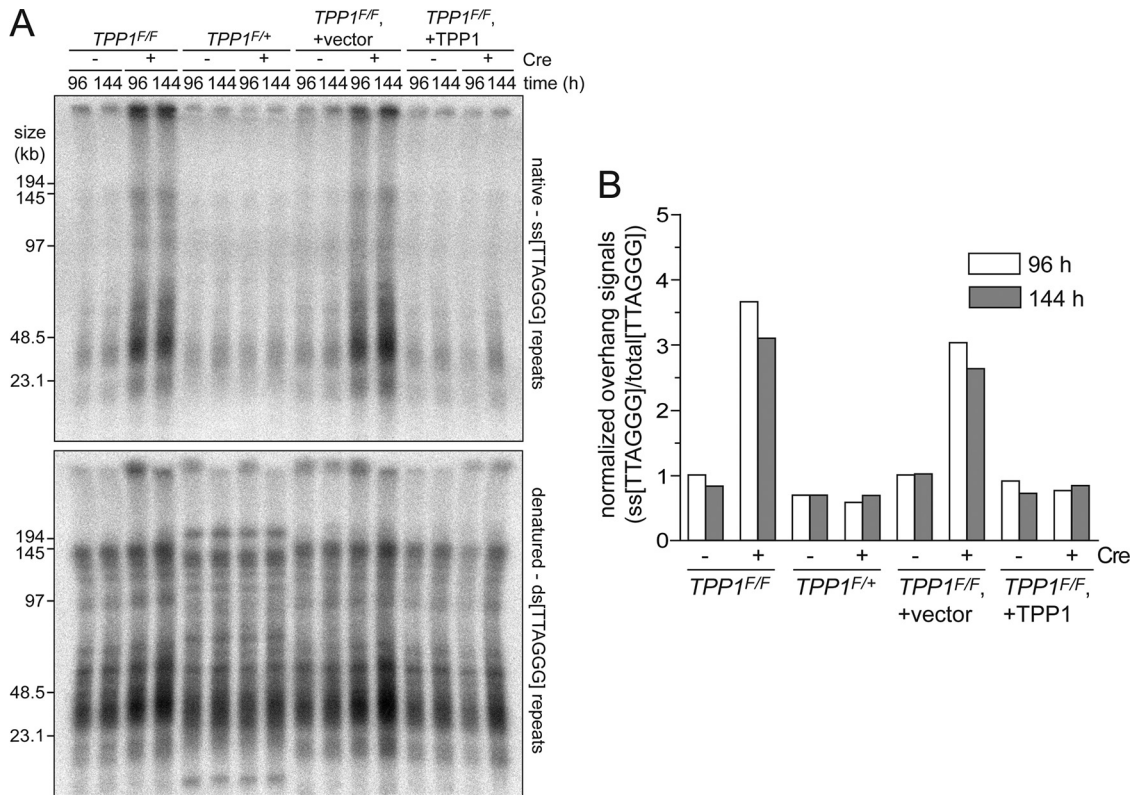 A
TPP1F/F
TPP1F/+
TPP1F/F,
+vector
TPP1F/F,
+TPP1
- + - + - + - + Cre
96 144 96 144 96 144 96 144 96 144 96 144 96 144 96 144 time (h)
size
(kb)
194
145
97
48.5
23.1
native - ss[TTAGGG] repeats
194
145
97
48.5
23.1
denatured - ds[TTAGGG] repeats
B
normalized overhang signals
(ss[TTAGGG]/total[TTAGGG])
5
4
3
2
1
0
96 h
144 h
- + - + - + - + Cre
TPP1F/F
TPP1F/+
TPP1F/F,
+vector
TPP1F/F,
+TPP1